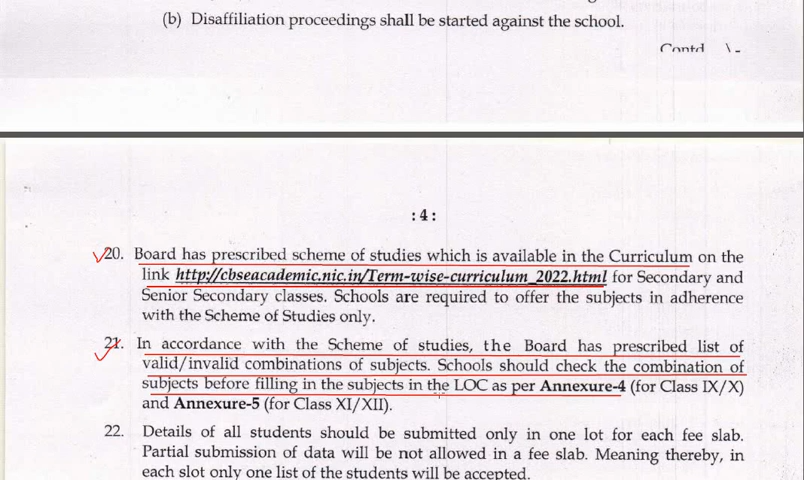 (b) Disaffiliation proceedings shall be started against the school.
Contd
:4:
20. Board has prescribed scheme of studies which is available in the Curriculum on the
link http://cbseacademic.nic.in/Term-wise-curriculum_2022.html for Secondary and
Senior Secondary classes. Schools are required to offer the subjects in adherence
with the Scheme of Studies only.
21. In accordance with the Scheme of studies, the Board has prescribed list of
valid/invalid combinations of subjects. Schools should check the combination of
subjects before filling in the subjects in the LOC as per Annexure-4 (for Class IX/X)
and Annexure-5 (for Class XI/XII).
22. Details of all students should be submitted only in one lot for each fee slab.
Partial submission of data will be not allowed in a fee slab. Meaning thereby, in
each slot only one list of the students will be accepted.